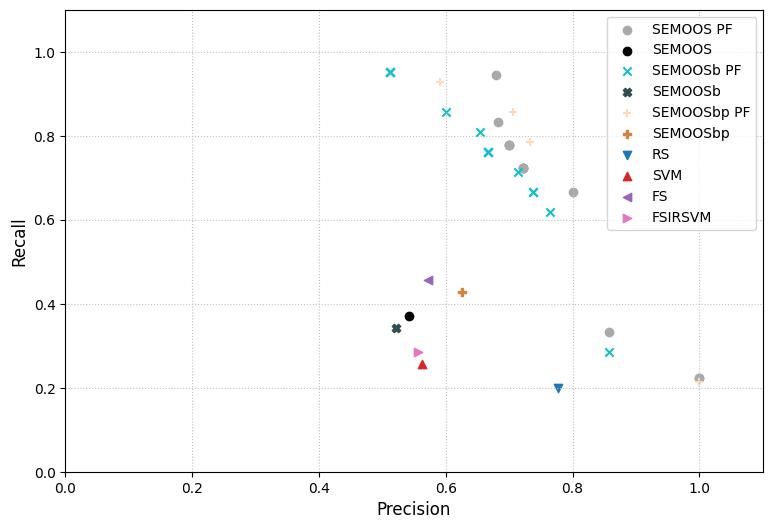 1.0
0.8
0.6
0.4
0.2
0.0
Recall
0.0 0.2 0.4 0.6 0.8 1.0
Precision
SEMOOS PF
SEMOOS
SEMOOSb PF
SEMOOSb
SEMOOSbp PF
SEMOOSbp
RS
SVM
FS
FSIRSVM